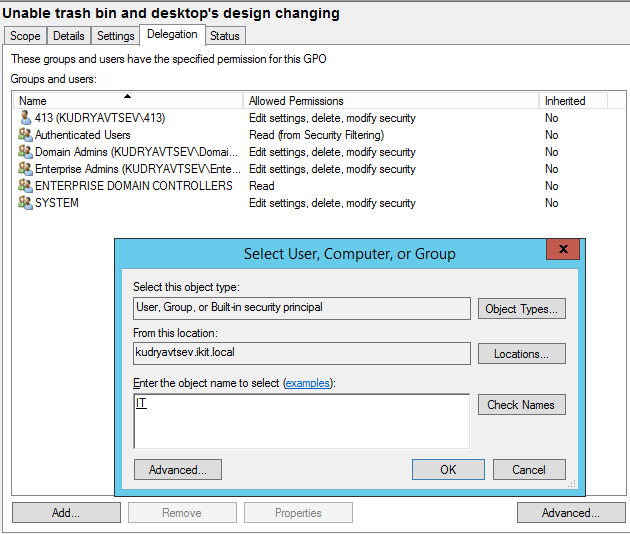 Unable trash bin and desktop's design changing
Scope Details Settings Delegation Status
These groups and users have the specified permission for this GPO
Groups and users:
Name Allowed Permissions Inherited
413 (KUDRYAVTSEV\413) Edit settings, delete, modify security No
Authenticated Users Read (from Security Filtering) No
Domain Admins (KUDRYAVTSEV\Domai... Edit settings, delete, modify security No
Enterprise Admins (KUDRYAVTSEV\Ente... Edit settings, delete, modify security No
ENTERPRISE DOMAIN CONTROLLERS Read No
SYSTEM Edit settings, delete, modify security No
Select User, Computer, or Group x
Select this object type:
User, Group, or Built-in security principal Object Types...
From this location:
kudryavtsev.ikit.local Locations...
Enter the object name to select (examples):
IT Check Names
Advanced... OK Cancel
Add... Remove Properties Advanced...